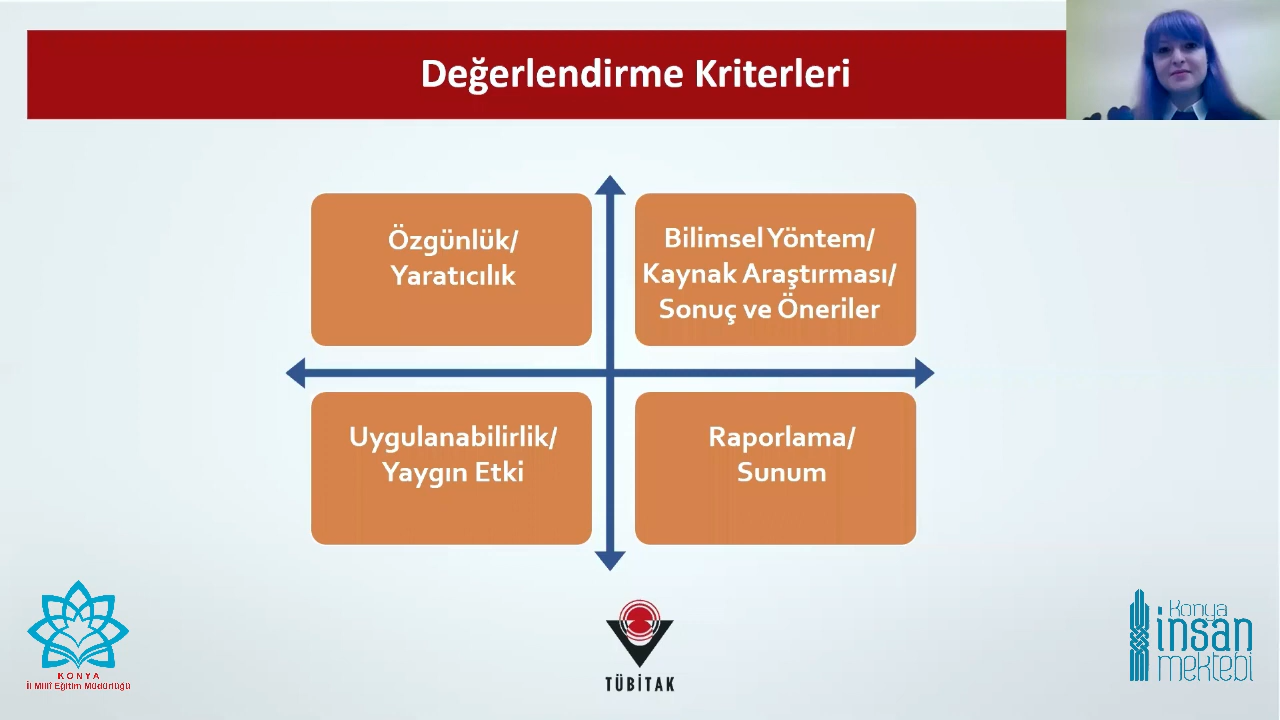 Değerlendirme Kriterleri
Özgünlük/
Yaratıcılık
Bilimsel Yöntem/
Kaynak Araştırması/
Sonuç ve Öneriler
Uygulanabilirlik/
Yaygın Etki
Raporlama/
Sunum
KONYA
İl Millî Eğitim Müdürlüğü
TÜBİTAK
Konya
insan
mektebi